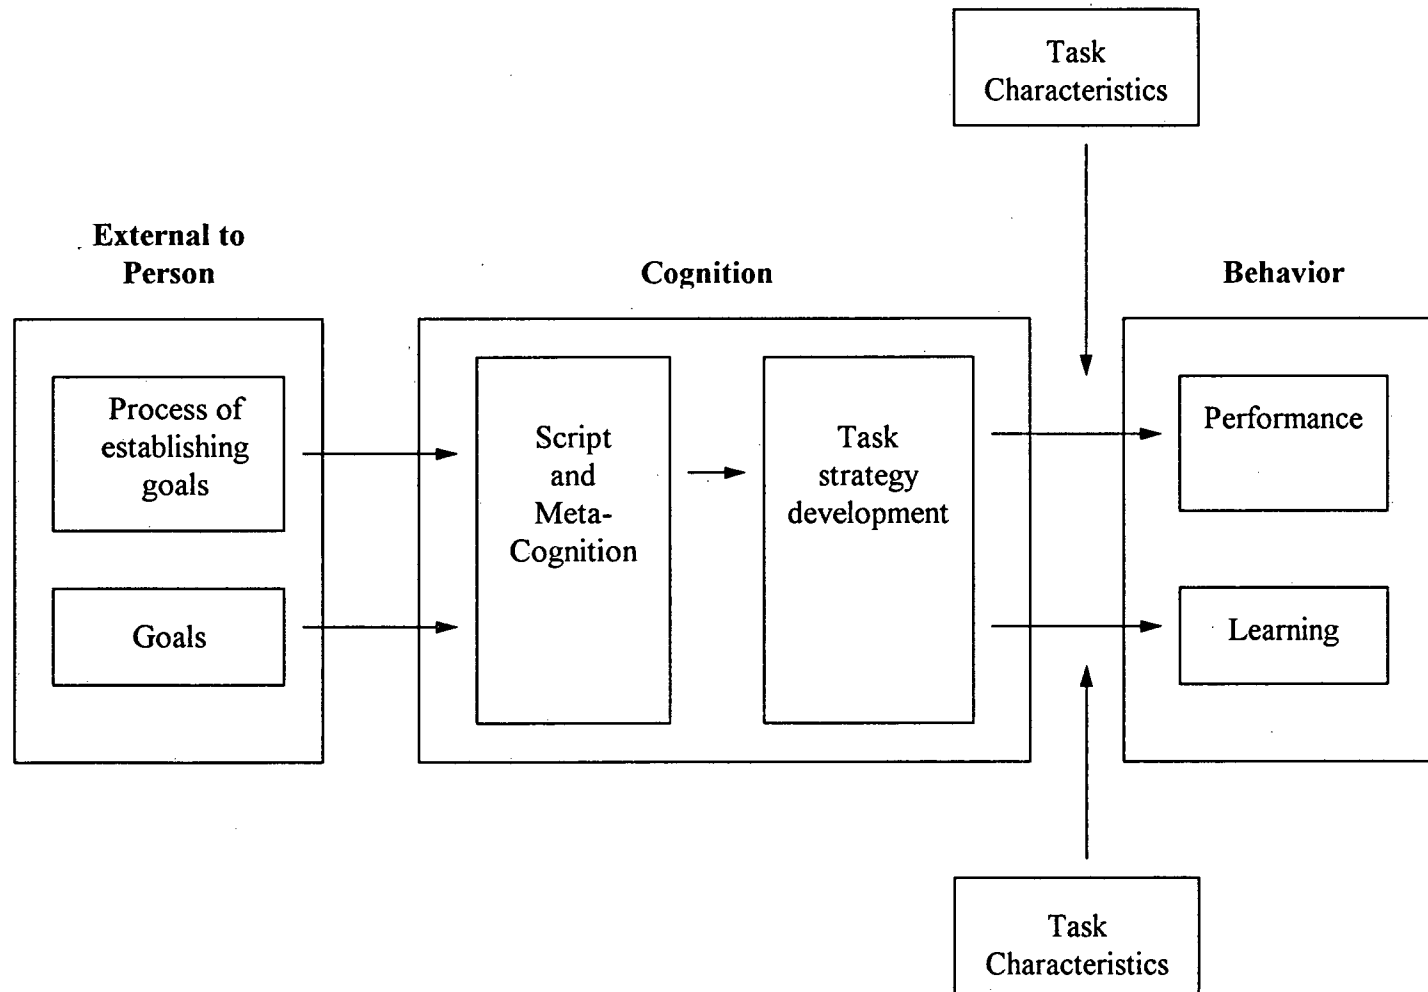 Task
Characteristics
External to
Person
Cognition
Behavior
Process of
establishing
goals
Goals
Script
and
Meta-
Cognition
Task
strategy
development
Performance
Learning
Task
Characteristics